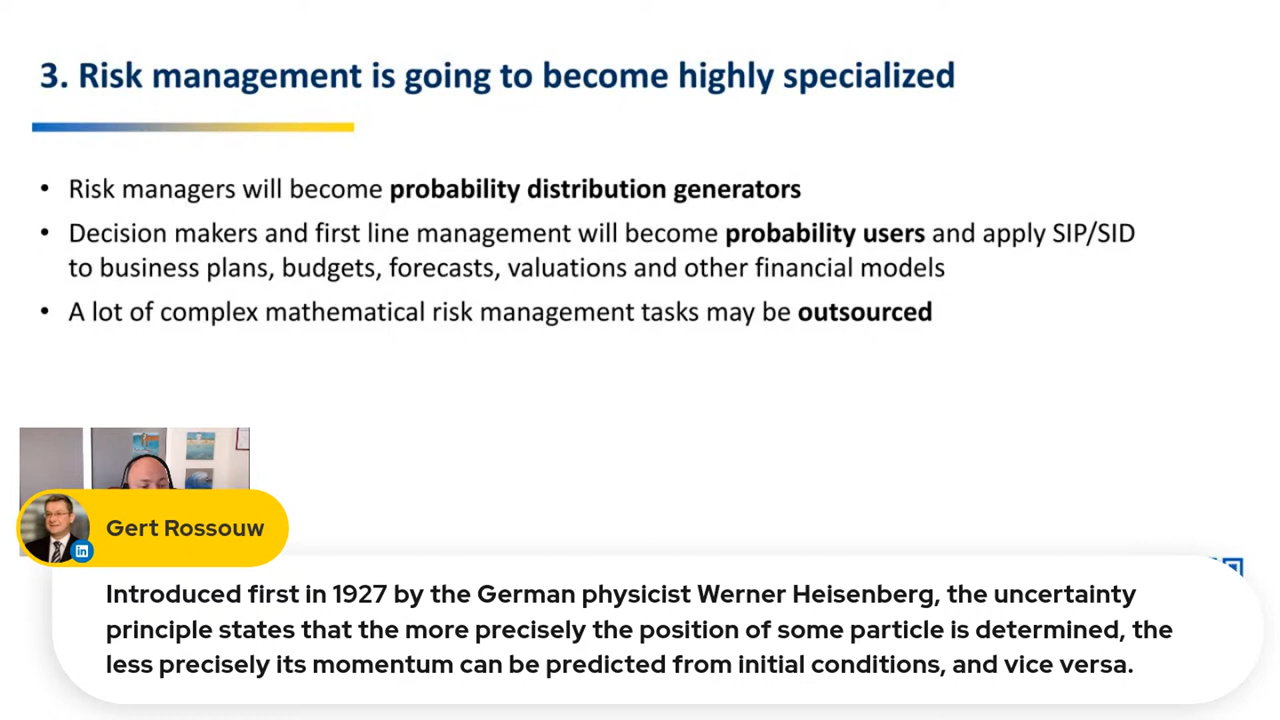 3. Risk management is going to become highly specialized
• Risk managers will become probability distribution generators
• Decision makers and first line management will become probability users and apply SIP/SID
to business plans, budgets, forecasts, valuations and other financial models
• A lot of complex mathematical risk management tasks may be outsourced
Gert Rossouw
in
Introduced first in 1927 by the German physicist Werner Heisenberg, the uncertainty
principle states that the more precisely the position of some particle is determined, the
less precisely its momentum can be predicted from initial conditions, and vice versa.